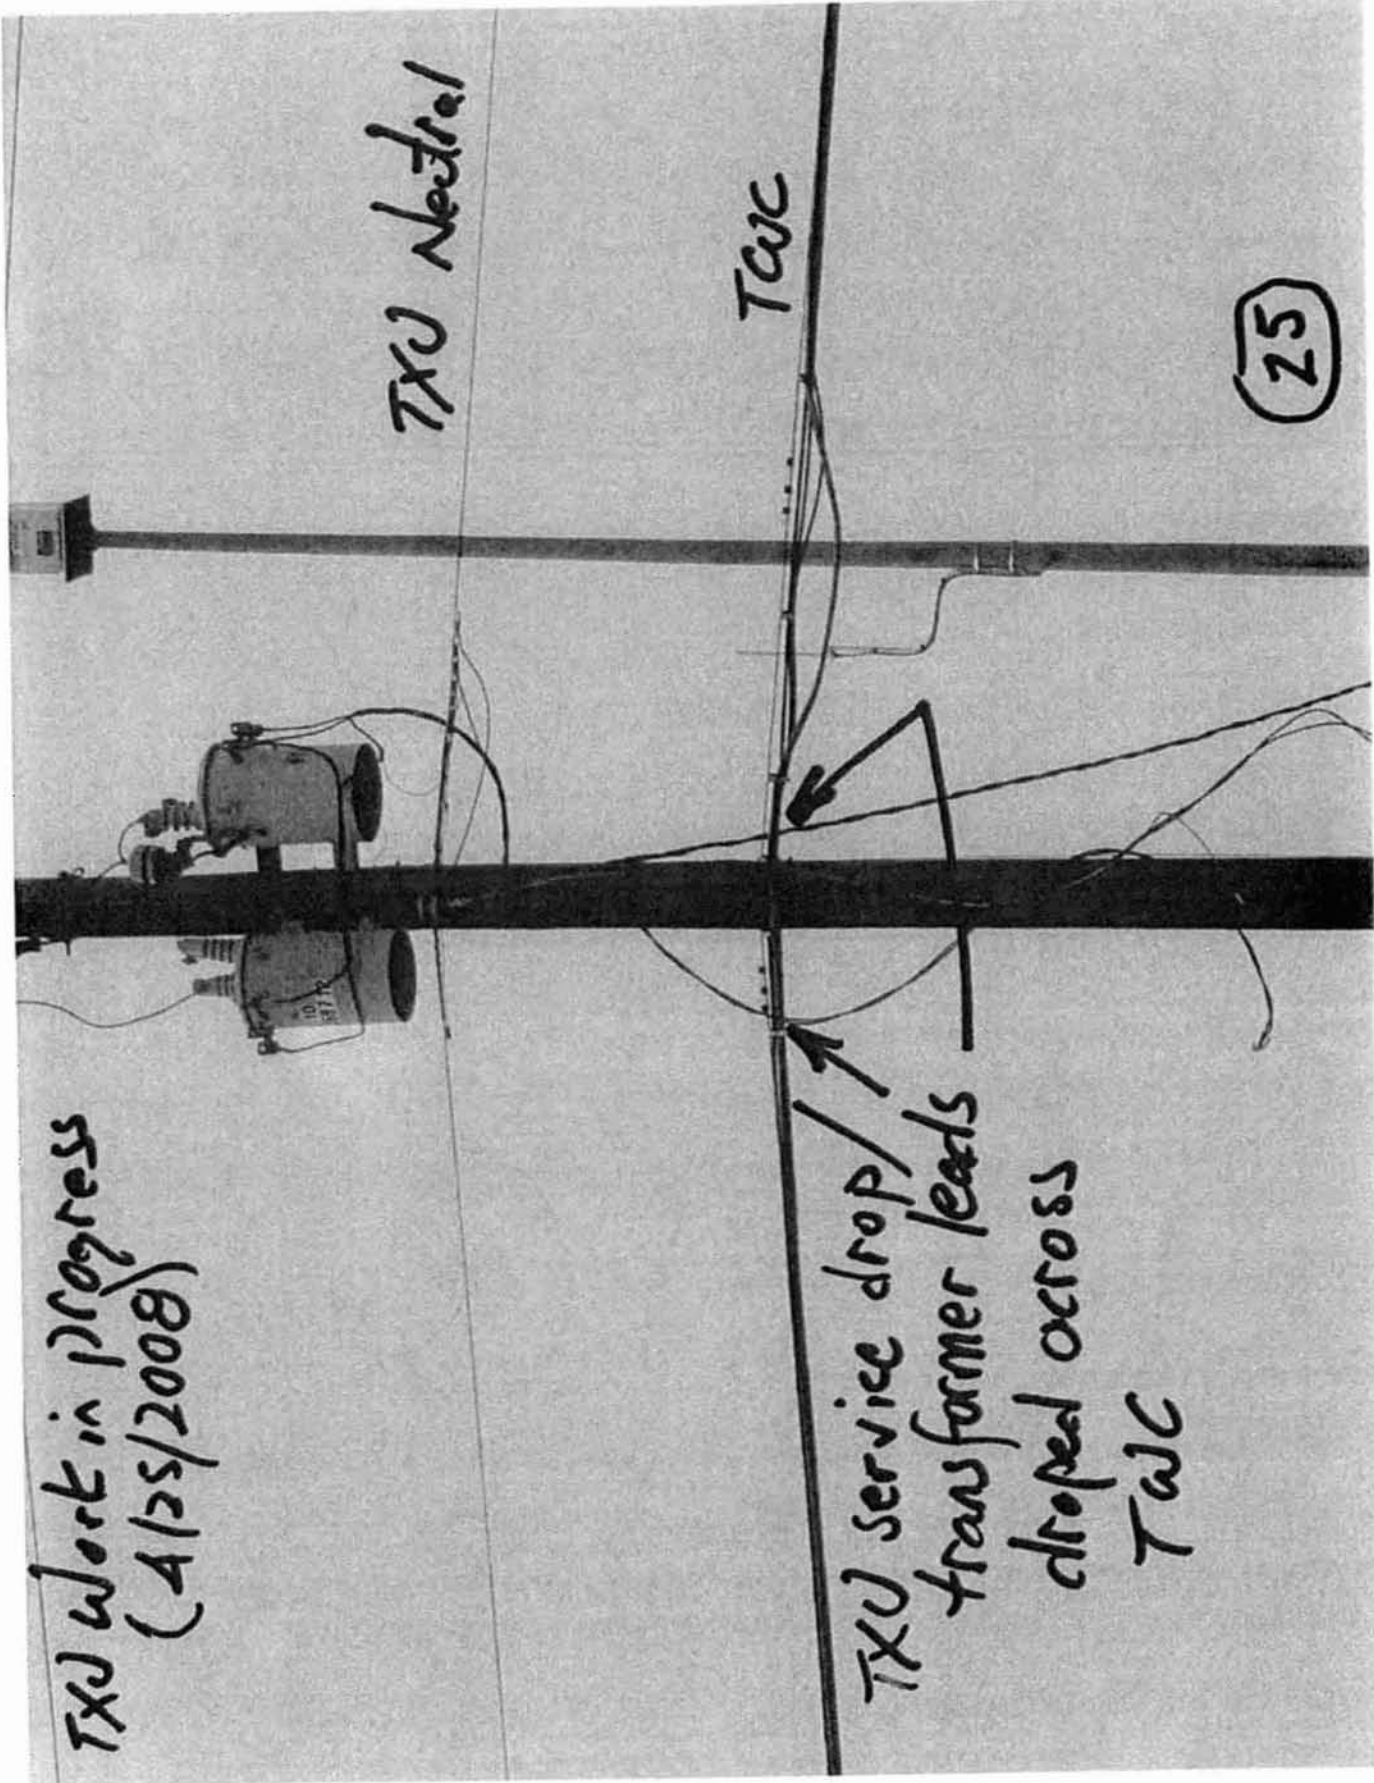 TXU Work in progress
(4/25/2008)
TXU Neutral
TWC
TXU service drop/
transformer leads
droped across
TWC
25